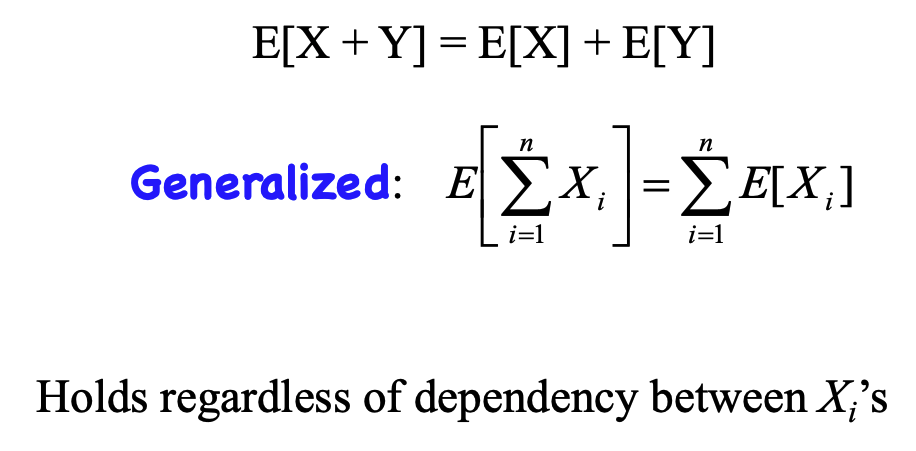 E[X + Y] = E[X] + E[Y]
Generalized: E[∑_{i=1}^{n} X_i] = ∑_{i=1}^{n} E[X_i]
Holds regardless of dependency between X_i's